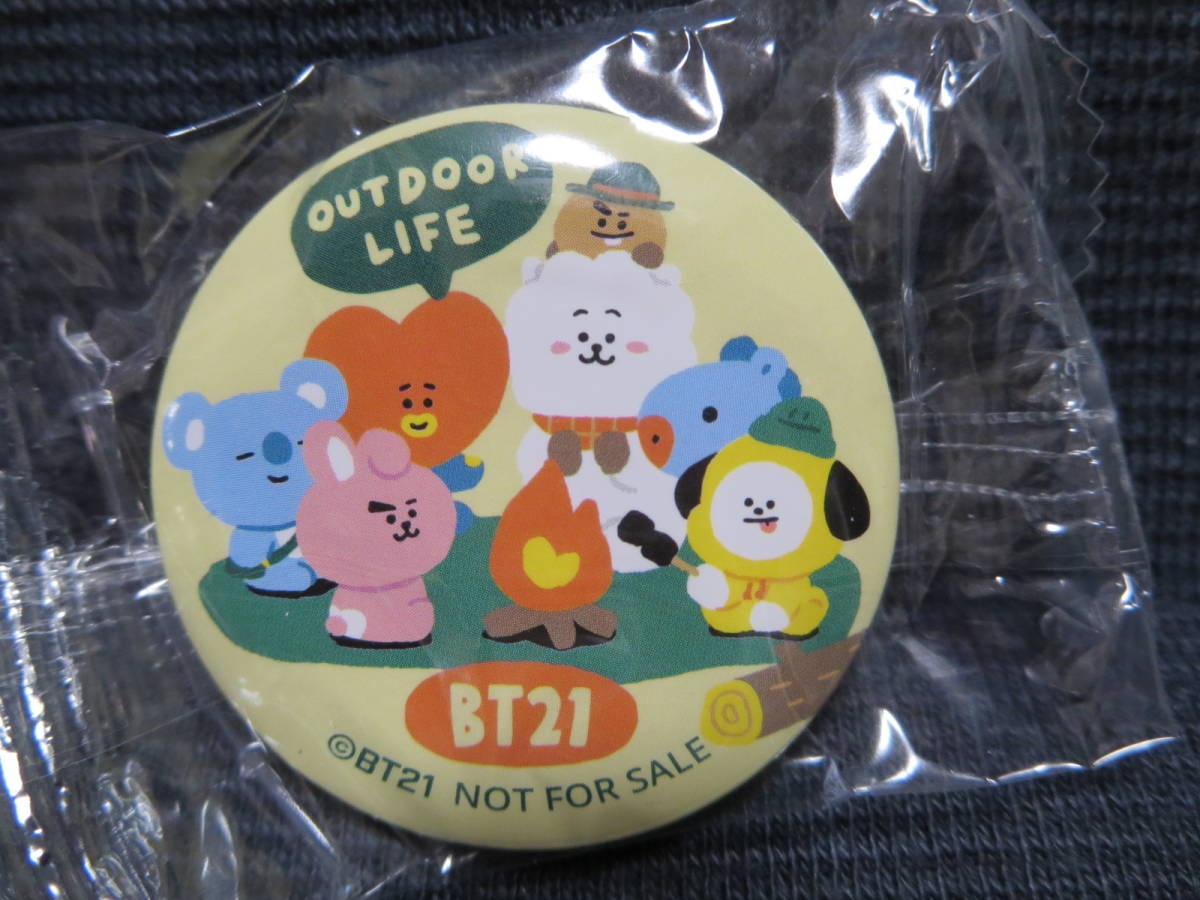 OUTDOOR
LIFE
BT21
©BT21 NOT FOR SALE